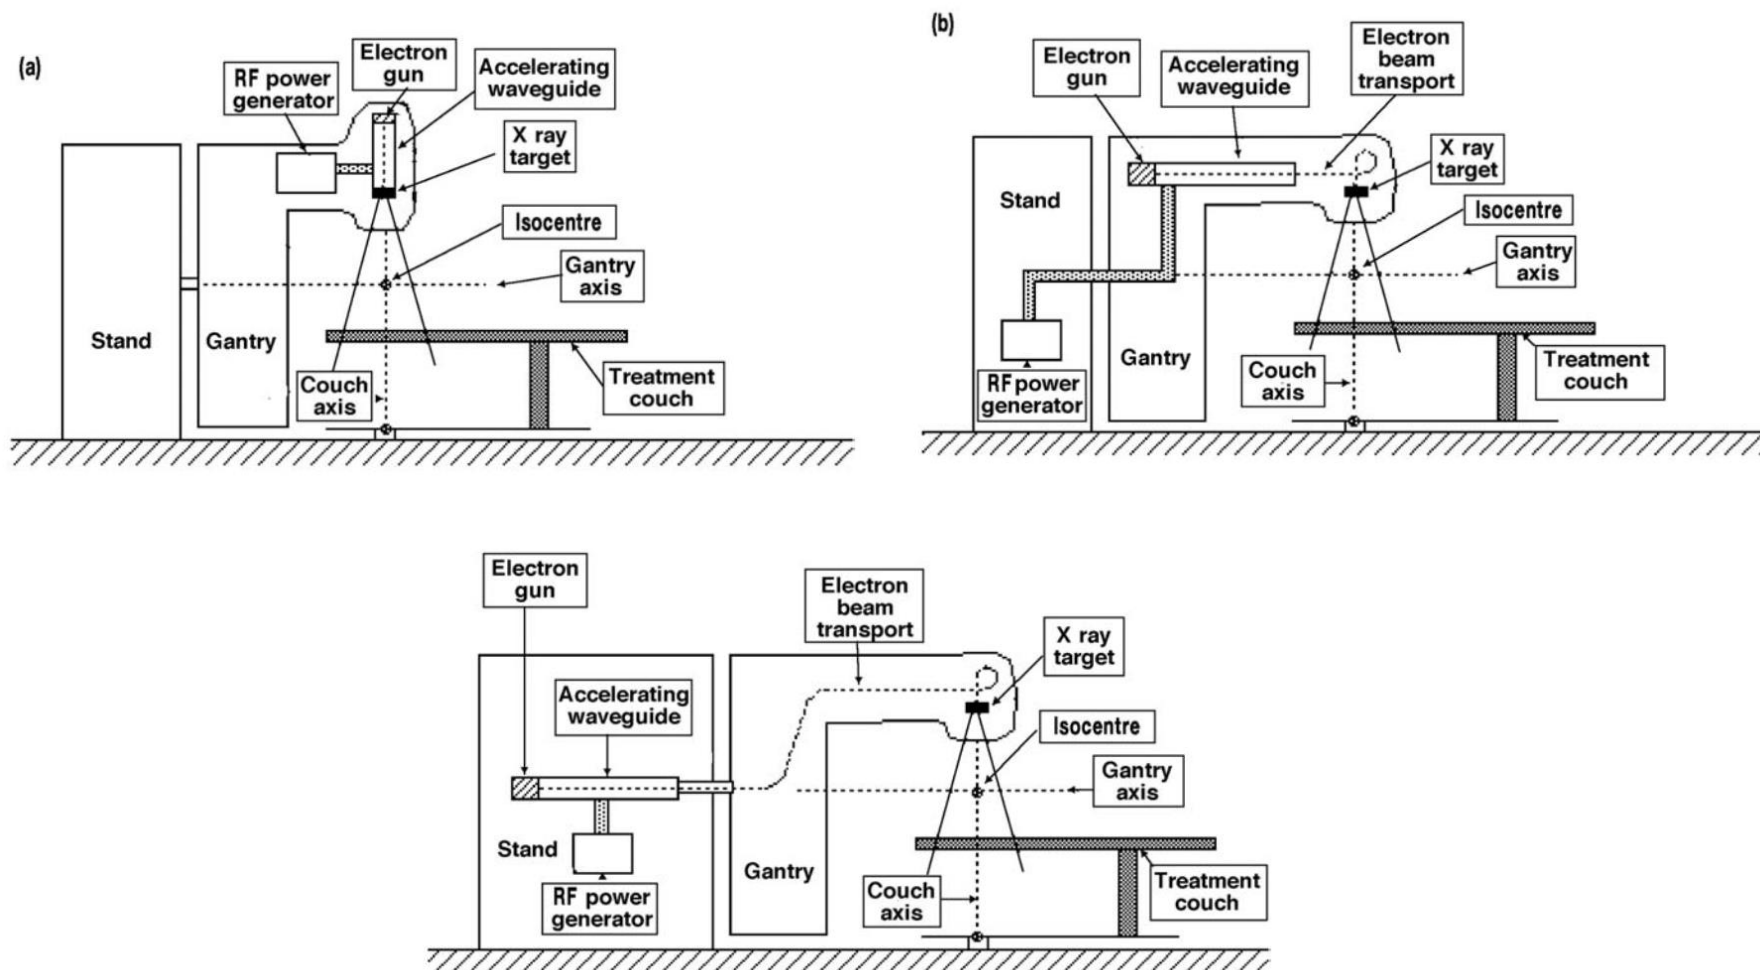 (a)
Electron
gun
RF power
generator
Accelerating
waveguide
X ray
target
Isocentre
Gantry
axis
Stand
Gantry
Couch
axis
Treatment
couch
(b)
Electron
gun
Accelerating
waveguide
Electron
beam
transport
X ray
target
Stand
Isocentre
Gantry
axis
Gantry
RF power
generator
Couch
axis
Treatment
couch
Electron
gun
Electron
beam
transport
X ray
target
Accelerating
waveguide
Isocentre
Gantry
axis
Stand
Gantry
RF power
generator
Couch
axis
Treatment
couch